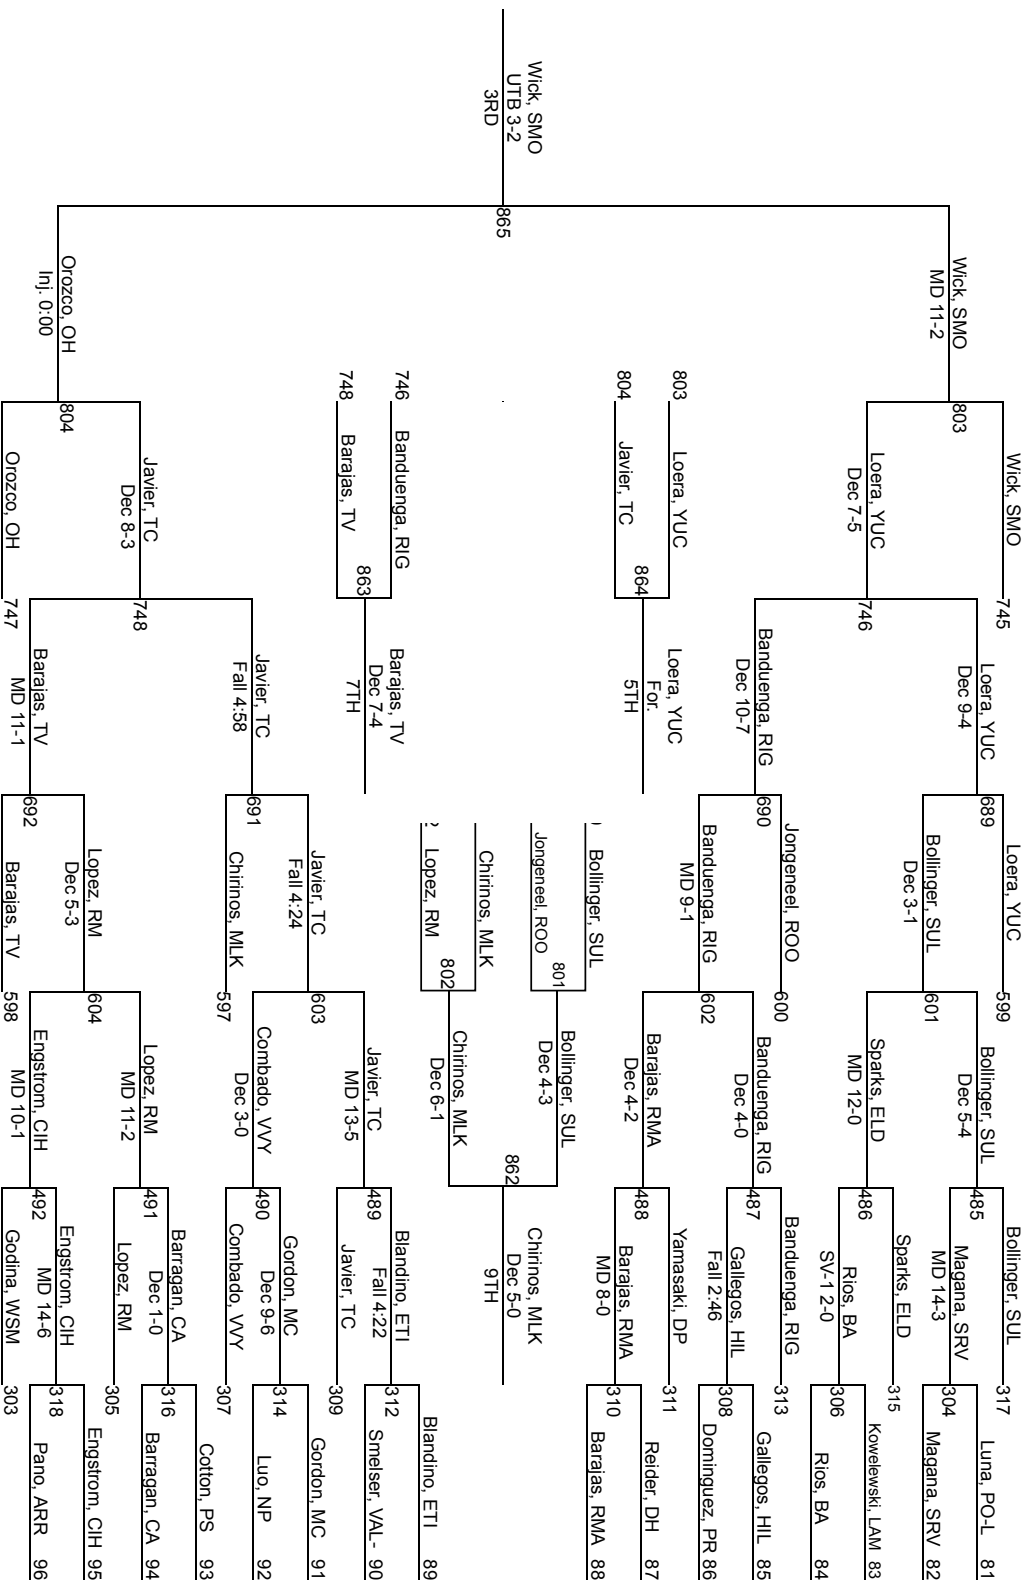 Wick, SMO
UTB 3-2
3RD
865
Wick, SMO
MD 11-2
803
Orozco, OH
Inj. 0:00
804
Wick, SMO
745
Loera, YUC
Dec 7-5
746
803
Loera, YUC
804
Javier, TC
864
Loera, YUC
For.
5TH
746
Banduenga, RIG
748
Barajas, TV
863
Barajas, TV
Dec 7-4
7TH
Javier, TC
Dec 8-3
748
Orozco, OH
747
Loera, YUC
Dec 9-4
689
Banduenga, RIG
Dec 10-7
690
Javier, TC
Fall 4:58
691
Barajas, TV
MD 11-1
692
Loera, YUC
599
Bollinger, SUL
Dec 3-1
601
Jongeneel, ROO
600
Banduenga, RIG
MD 9-1
602
Bollinger, SUL
Jongeneel, ROO
801
Bollinger, SUL
Dec 4-3
Chirinos, MLK
Lopez, RM
802
Chirinos, MLK
Dec 6-1
862
Chirinos, MLK
Dec 5-0
9TH
Javier, TC
Fall 4:24
603
Chirinos, MLK
597
Lopez, RM
Dec 5-3
604
Barajas, TV
598
Bollinger, SUL
Dec 5-4
485
Sparks, ELD
MD 12-0
486
Banduenga, RIG
Dec 4-0
487
Barajas, RMA
Dec 4-2
488
Javier, TC
MD 13-5
489
Combado, VVY
Dec 3-0
490
Lopez, RM
MD 11-2
491
Engstrom, CIH
MD 10-1
492
Bollinger, SUL
317
Magana, SRV
MD 14-3
304
Sparks, ELD
315
Rios, BA
SV-1 2-0
306
Banduenga, RIG
313
Gallegos, HIL
Fall 2:46
308
Yamasaki, DP
311
Barajas, RMA
MD 8-0
310
Blandino, ETI
Fall 4:22
312
Javier, TC
309
Gordon, MC
Dec 9-6
314
Combado, VVY
307
Barragan, CA
Dec 1-0
316
Lopez, RM
305
Engstrom, CIH
MD 14-6
318
Godina, WSM
303
Luna, PO-L 81
Magana, SRV 82
Kowelewski, LAM 83
Rios, BA 84
Gallegos, HIL 85
Dominguez, PR 86
Reider, DH 87
Barajas, RMA 88
Blandino, ETI 89
Smelser, VAL- 90
Gordon, MC 91
Luo, NP 92
Cotton, PS 93
Barragan, CA 94
Engstrom, CIH 95
Pano, ARR 96